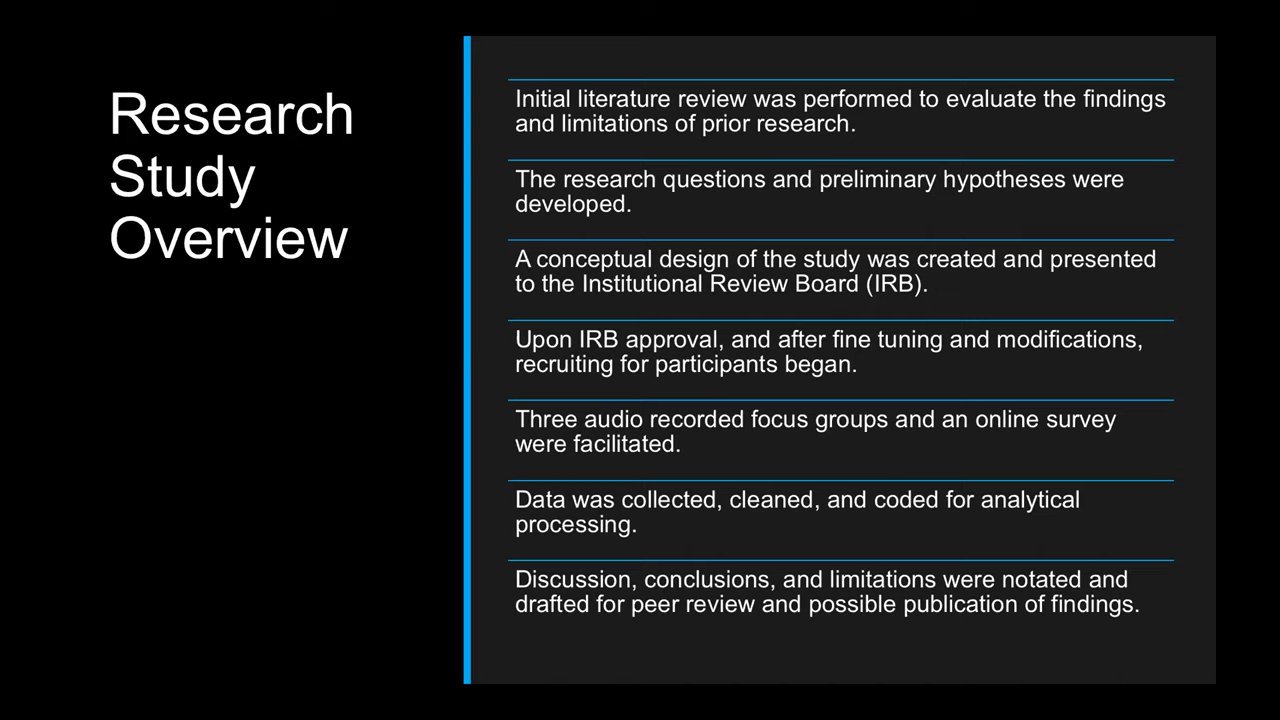 Research
Study
Overview
Initial literature review was performed to evaluate the findings
and limitations of prior research.
The research questions and preliminary hypotheses were
developed.
A conceptual design of the study was created and presented
to the Institutional Review Board (IRB).
Upon IRB approval, and after fine tuning and modifications,
recruiting for participants began.
Three audio recorded focus groups and an online survey
were facilitated.
Data was collected, cleaned, and coded for analytical
processing.
Discussion, conclusions, and limitations were notated and
drafted for peer review and possible publication of findings.